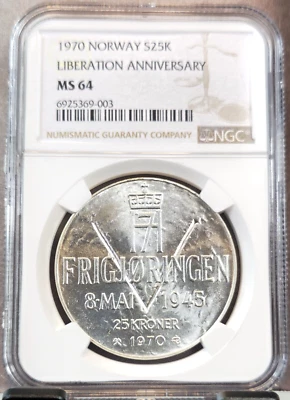 1970 NORWAY S25K
LIBERATION ANNIVERSARY
MS 64
6925369-003
NUMISMATIC GUARANTY COMPANY
NGC
FRIGJØRINGEN
8·MAI 1945
25 KRONER
1970